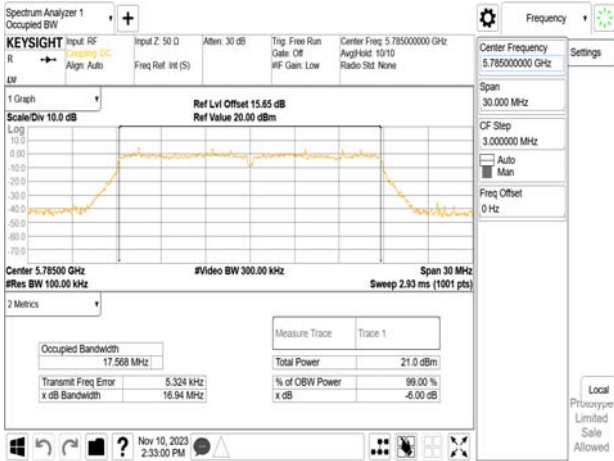 Spectrum Analyzer 1
Occupied BW
+
Frequency
KEYSIGHT
R
LXI
Input: RF
Coupling: DC
Align: Auto
Input Z: 50 Ω
Freq Ref: Int (S)
Atten: 30 dB
Trig: Free Run
Gate: Off
#IF Gain: Low
Center Freq: 5.785000000 GHz
Avg|Hold: 10/10
Radio Std: None
1 Graph
Scale/Div 10.0 dB
Ref Lvl Offset 15.65 dB
Ref Value 20.00 dBm
Log
10.0
0.00
-10.0
-20.0
-30.0
-40.0
-50.0
-60.0
-70.0
Center 5.78500 GHz
#Video BW 300.00 kHz
Span 30 MHz
#Res BW 100.00 kHz
Sweep 2.93 ms (1001 pts)
2 Metrics
Measure Trace
Trace 1
Occupied Bandwidth
17.568 MHz
Total Power
21.0 dBm
Transmit Freq Error
5.324 kHz
% of OBW Power
99.00 %
x dB Bandwidth
16.94 MHz
x dB
-6.00 dB
Center Frequency
5.785000000 GHz
Settings
Span
30.000 MHz
CF Step
3.000000 MHz
Auto
Man
Freq Offset
0 Hz
Local
Prototype
Limited
Sale
Allowed
?
Nov 10, 2023
2:33:00 PM